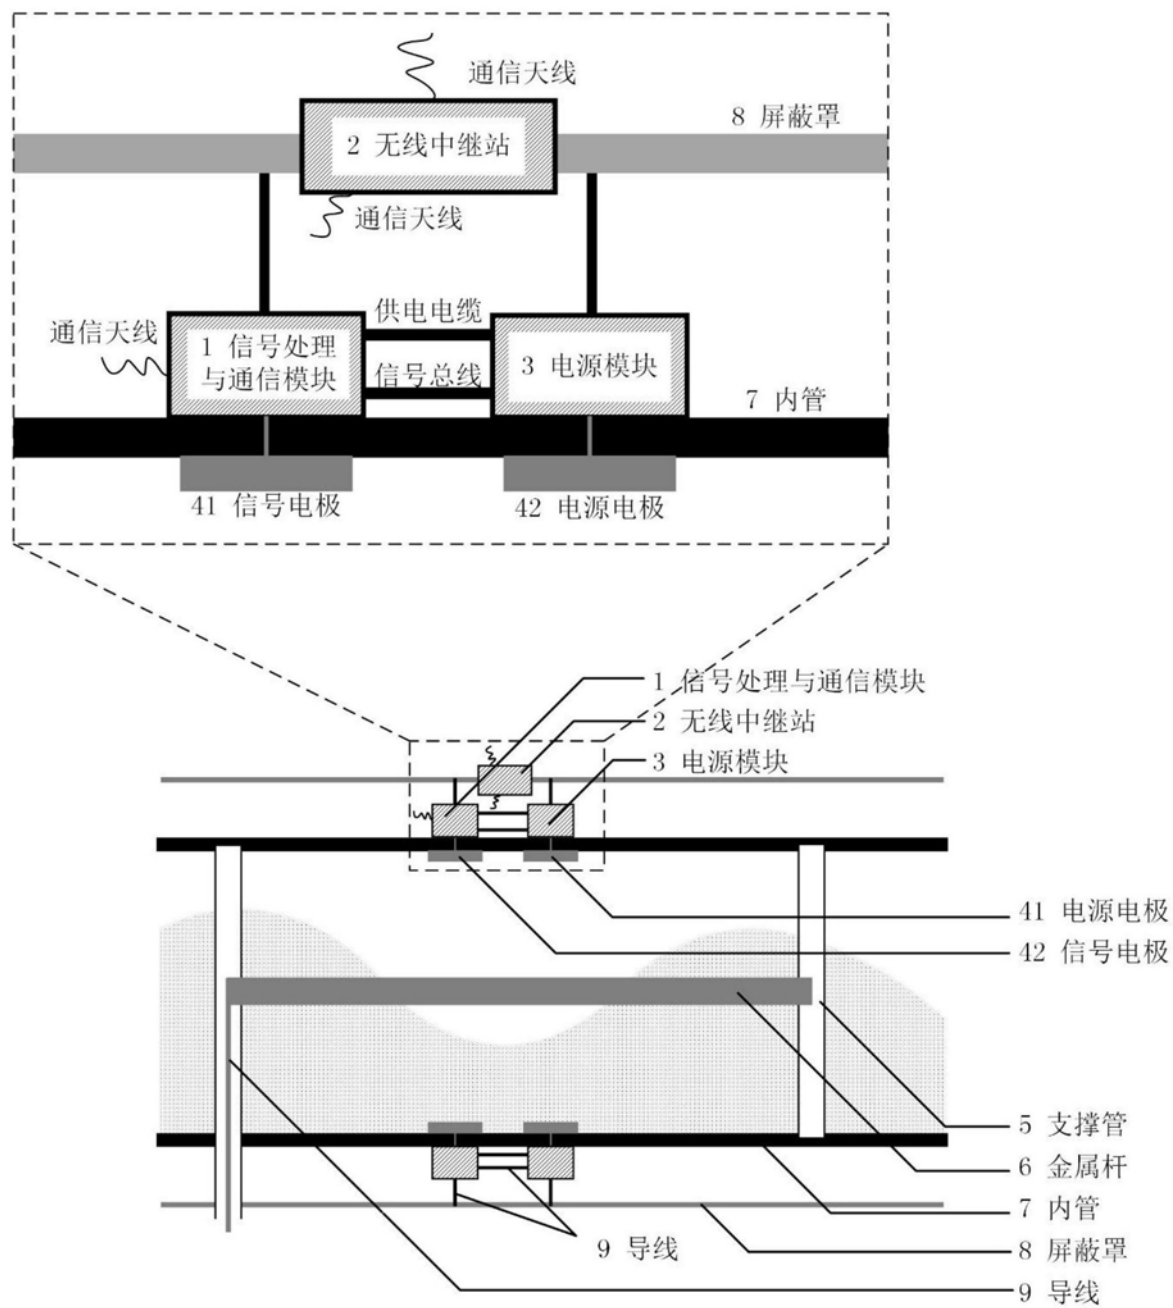 通信天线
8 屏蔽罩
2 无线中继站
通信天线
供电电缆
通信天线
1 信号处理
与通信模块
信号总线
3 电源模块
7 内管
41 信号电极
42 电源电极
1 信号处理与通信模块
2 无线中继站
3 电源模块
41 电源电极
42 信号电极
5 支撑管
6 金属杆
7 内管
8 屏蔽罩
9 导线
9 导线